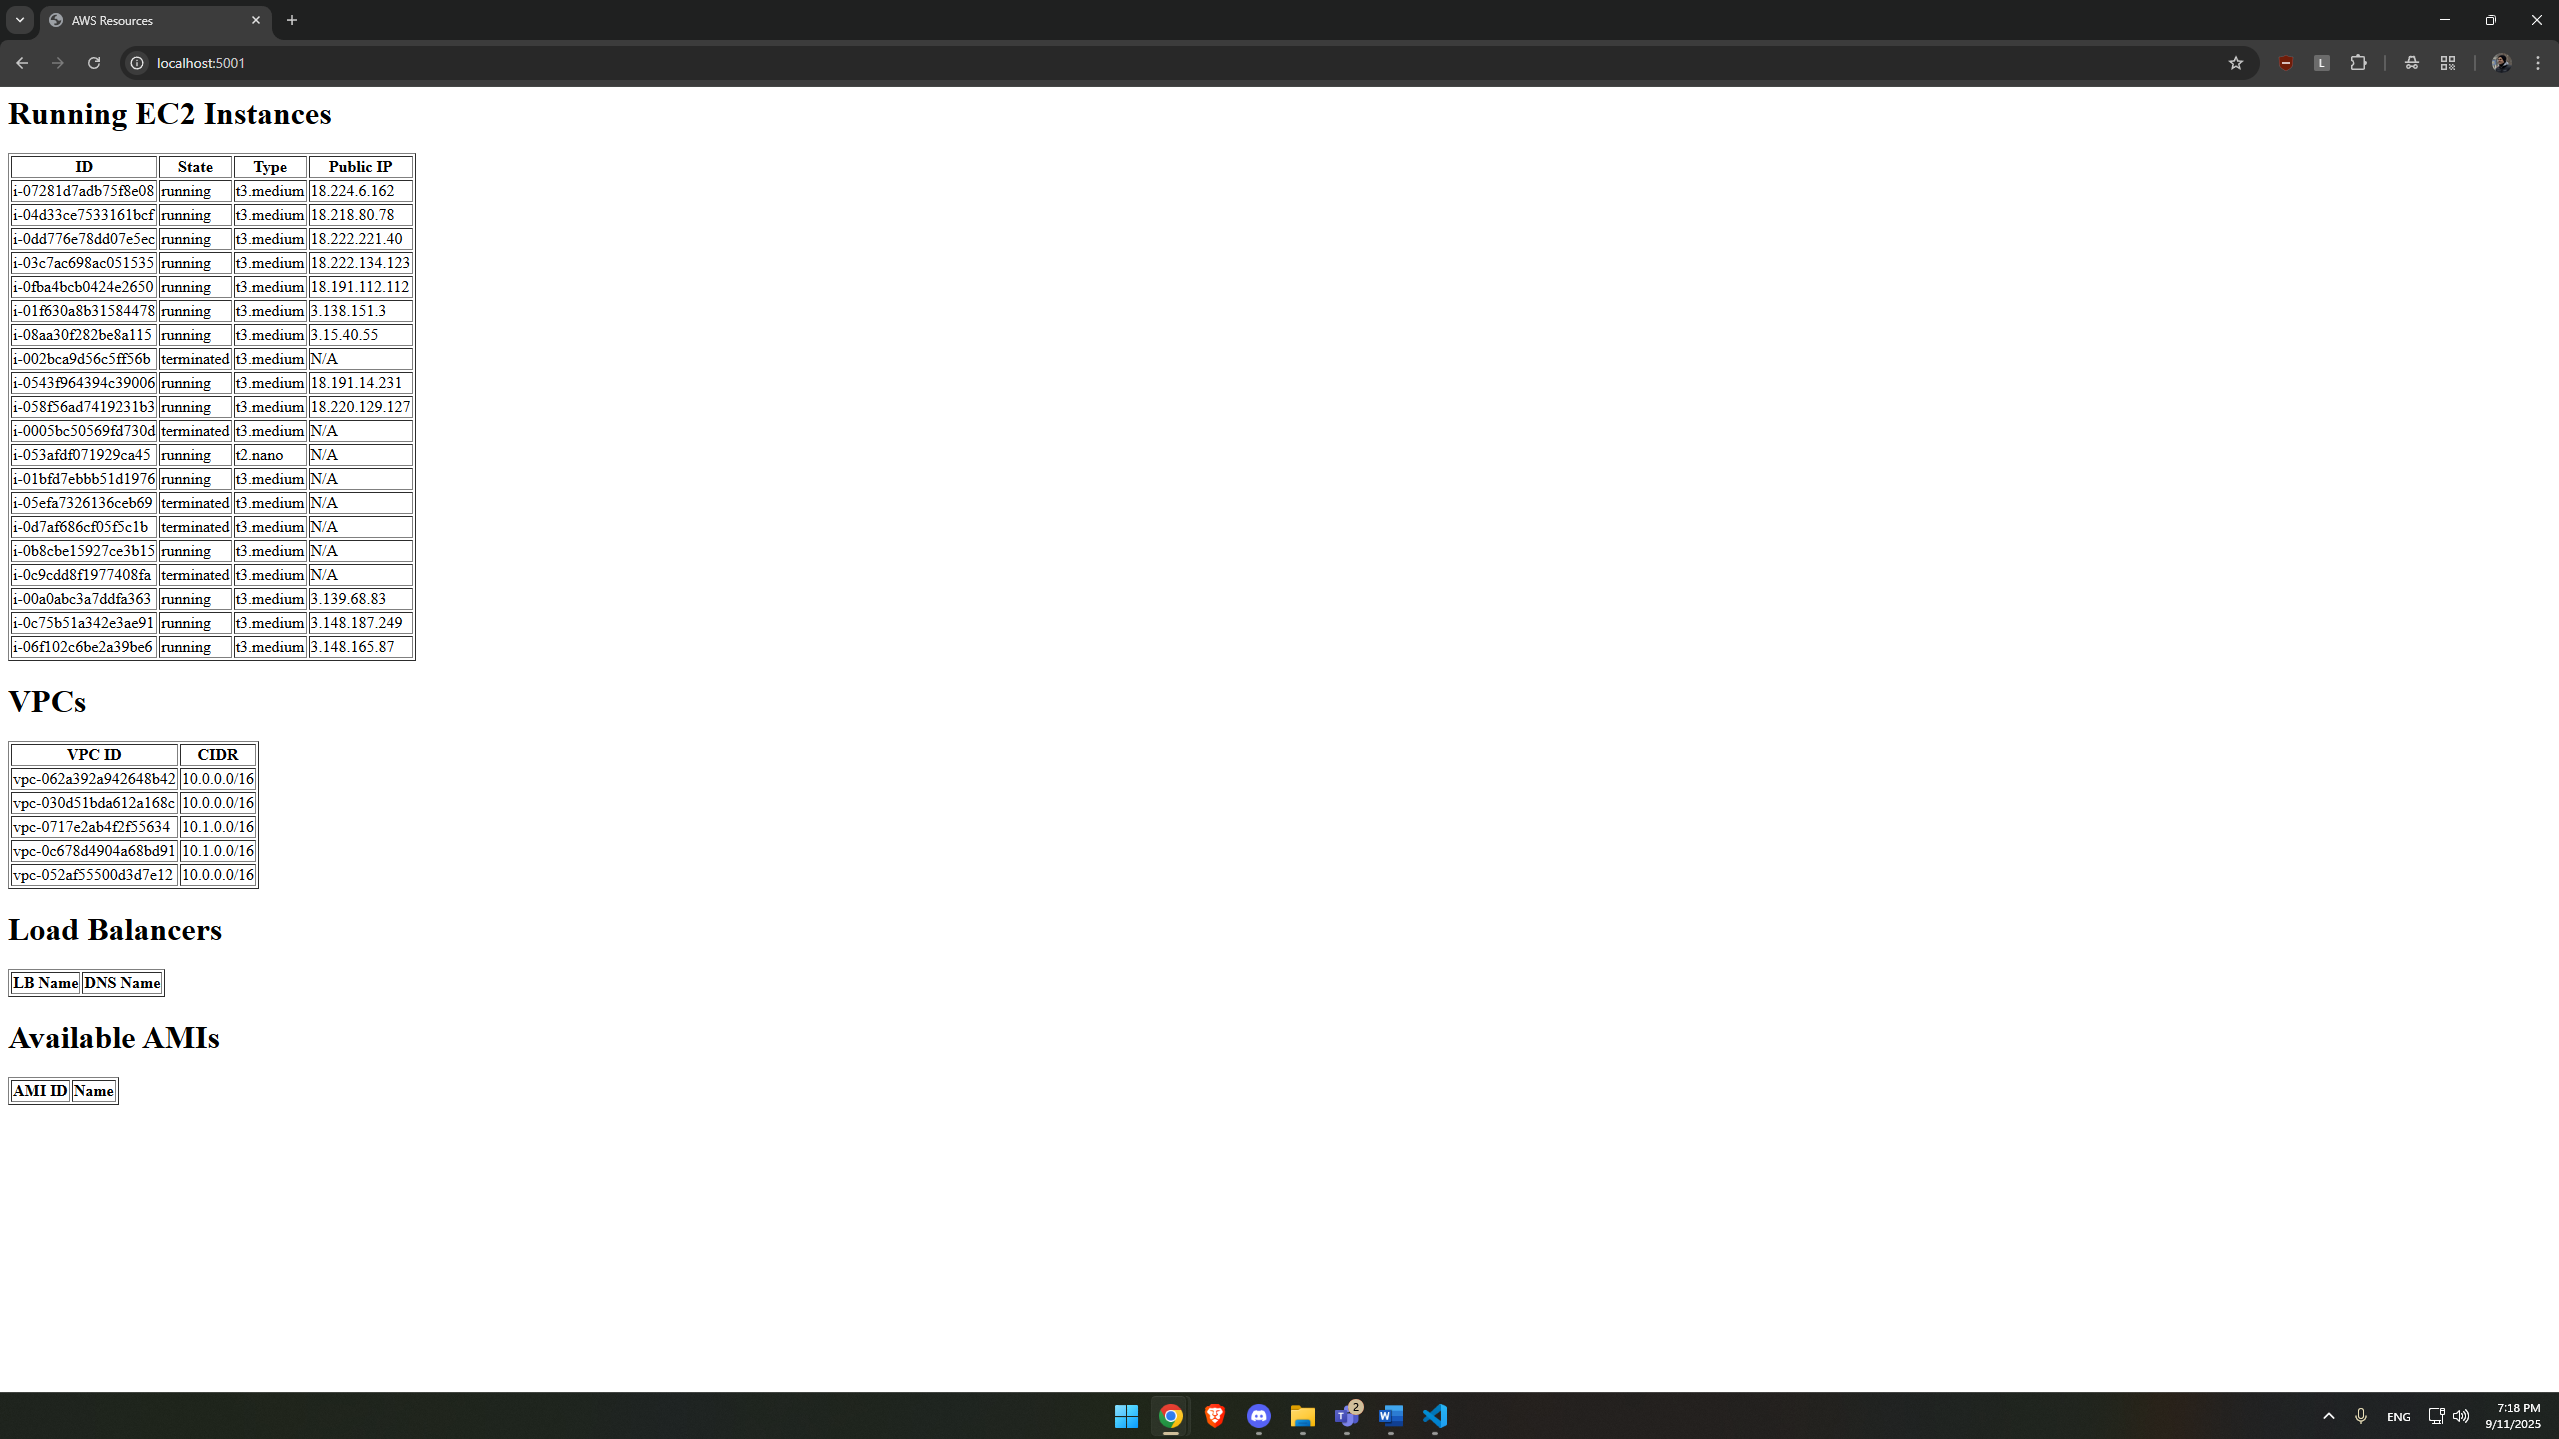 AWS Resources
localhost:5001
L
Running EC2 Instances
ID State Type Public IP
i-07281d7adb75f8e08 running t3.medium 18.224.6.162
i-04d33ce7533161bcf running t3.medium 18.218.80.78
i-0dd776e78dd07e5ec running t3.medium 18.222.221.40
i-03c7ac698ac051535 running t3.medium 18.222.134.123
i-0fba4bcb0424e2650 running t3.medium 18.191.112.112
i-01f630a8b31584478 running t3.medium 3.138.151.3
i-08aa30f282be8a115 running t3.medium 3.15.40.55
i-002bca9d56c5ff56b terminated t3.medium N/A
i-0543f964394c39006 running t3.medium 18.191.14.231
i-058f56ad7419231b3 running t3.medium 18.220.129.127
i-0005bc50569fd730d terminated t3.medium N/A
i-053afdf071929ca45 running t2.nano N/A
i-01bfd7ebbb51d1976 running t3.medium N/A
i-05efa7326136ceb69 terminated t3.medium N/A
i-0d7af686cf05f5c1b terminated t3.medium N/A
i-0b8cbe15927ce3b15 running t3.medium N/A
i-0c9cdd8f1977408fa terminated t3.medium N/A
i-00a0abc3a7ddfa363 running t3.medium 3.139.68.83
i-0c75b51a342e3ae91 running t3.medium 3.148.187.249
i-06f102c6be2a39be6 running t3.medium 3.148.165.87
VPCs
VPC ID CIDR
vpc-062a392a942648b42 10.0.0.0/16
vpc-030d51bda612a168c 10.0.0.0/16
vpc-0717e2ab4f2f55634 10.1.0.0/16
vpc-0c678d4904a68bd91 10.1.0.0/16
vpc-052af55500d3d7e12 10.0.0.0/16
Load Balancers
LB Name DNS Name
Available AMIs
AMI ID Name
2
ENG
7:18 PM
9/11/2025